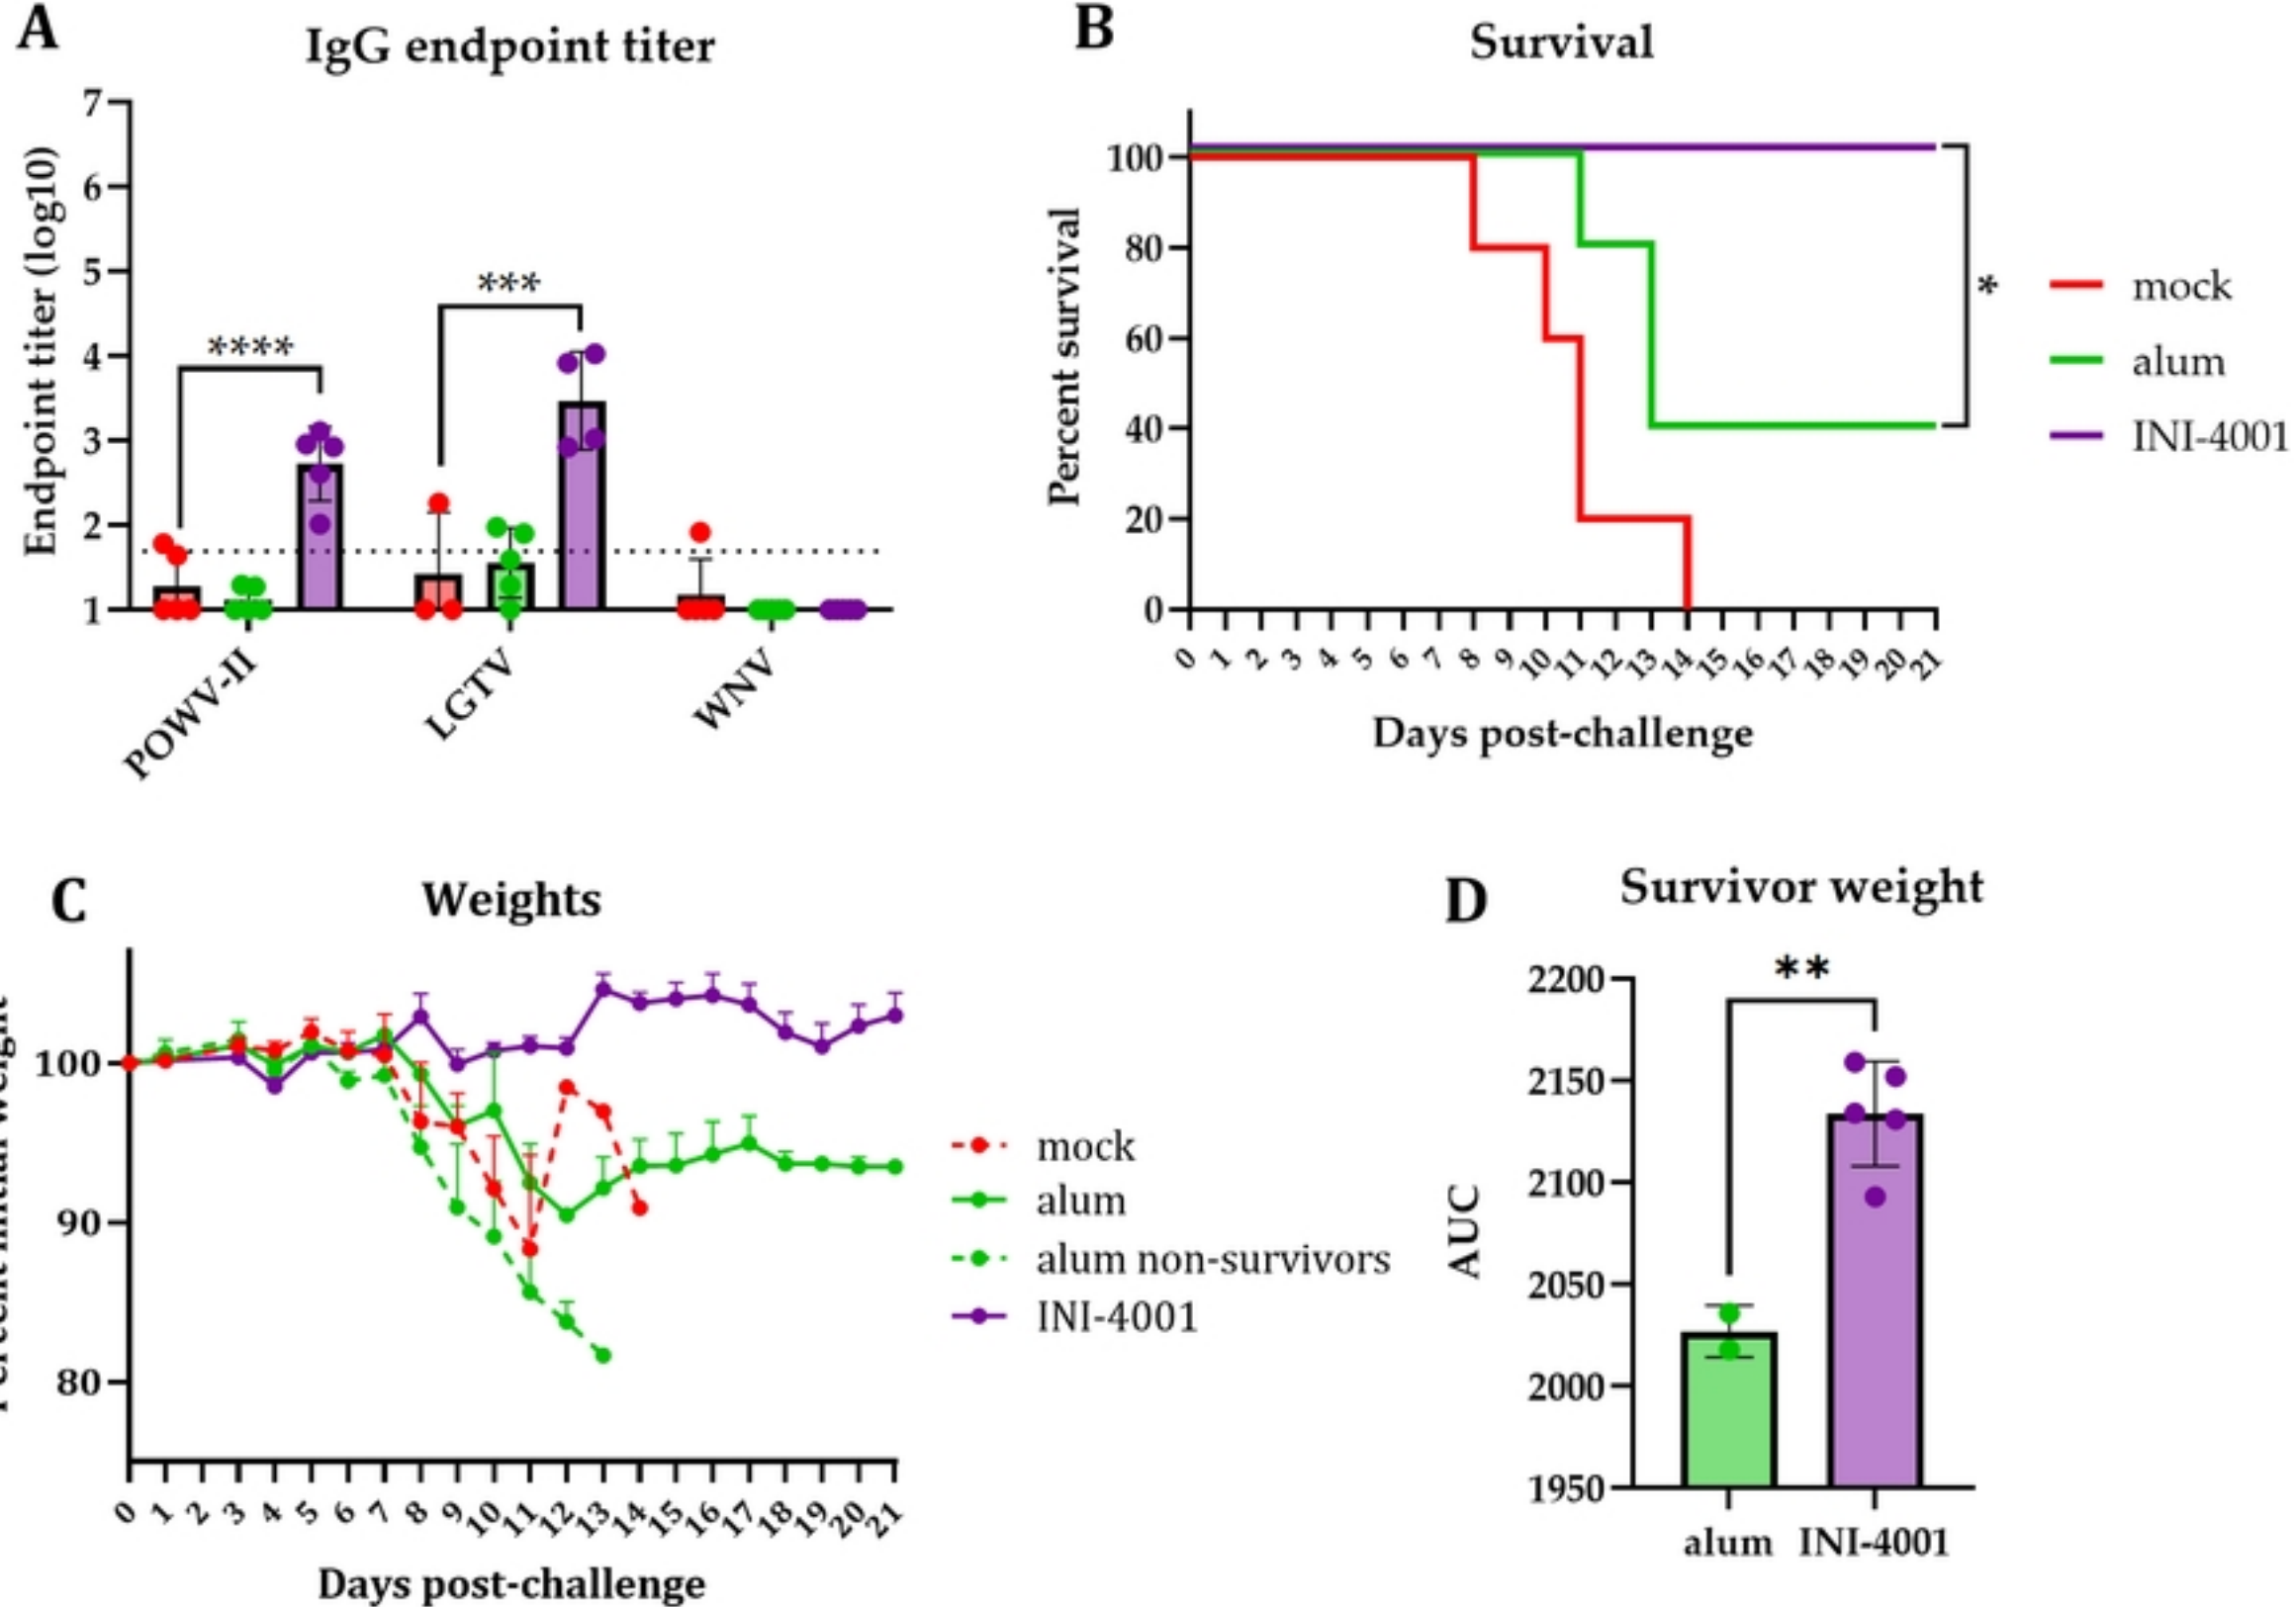 A
IgG endpoint titer
Endpoint titer (log10)
7
6
5
4
3
2
1
****
***
POWV-II
LGTV
WNV
B
Survival
Percent survival
100
80
60
40
20
0
0 1 2 3 4 5 6 7 8 9 10 11 12 13 14 15 16 17 18 19 20 21
Days post-challenge
*
mock
alum
INI-4001
C
Weights
100
90
80
0 1 2 3 4 5 6 7 8 9 10 11 12 13 14 15 16 17 18 19 20 21
Days post-challenge
mock
alum
alum non-survivors
INI-4001
D
Survivor weight
AUC
2200
2150
2100
2050
2000
1950
**
alum INI-4001